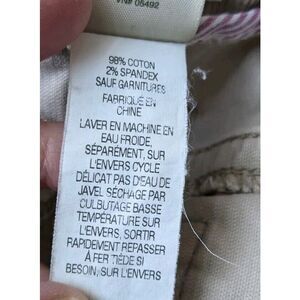 VN# 05492
98% COTON
2% SPANDEX
SAUF GARNITURES
FABRIQUÉ EN
CHINE
LAVER EN MACHINE EN
EAU FROIDE,
SÉPARÉMENT, SUR
L'ENVERS CYCLE
DÉLICAT PAS D'EAU DE
JAVEL SÉCHAGE PAR
CULBUTAGE BASSE
TEMPÉRATURE SUR
L'ENVERS, SORTIR
RAPIDEMENT REPASSER
À FER TIÈDE SI
BESOIN, SUR L'ENVERS